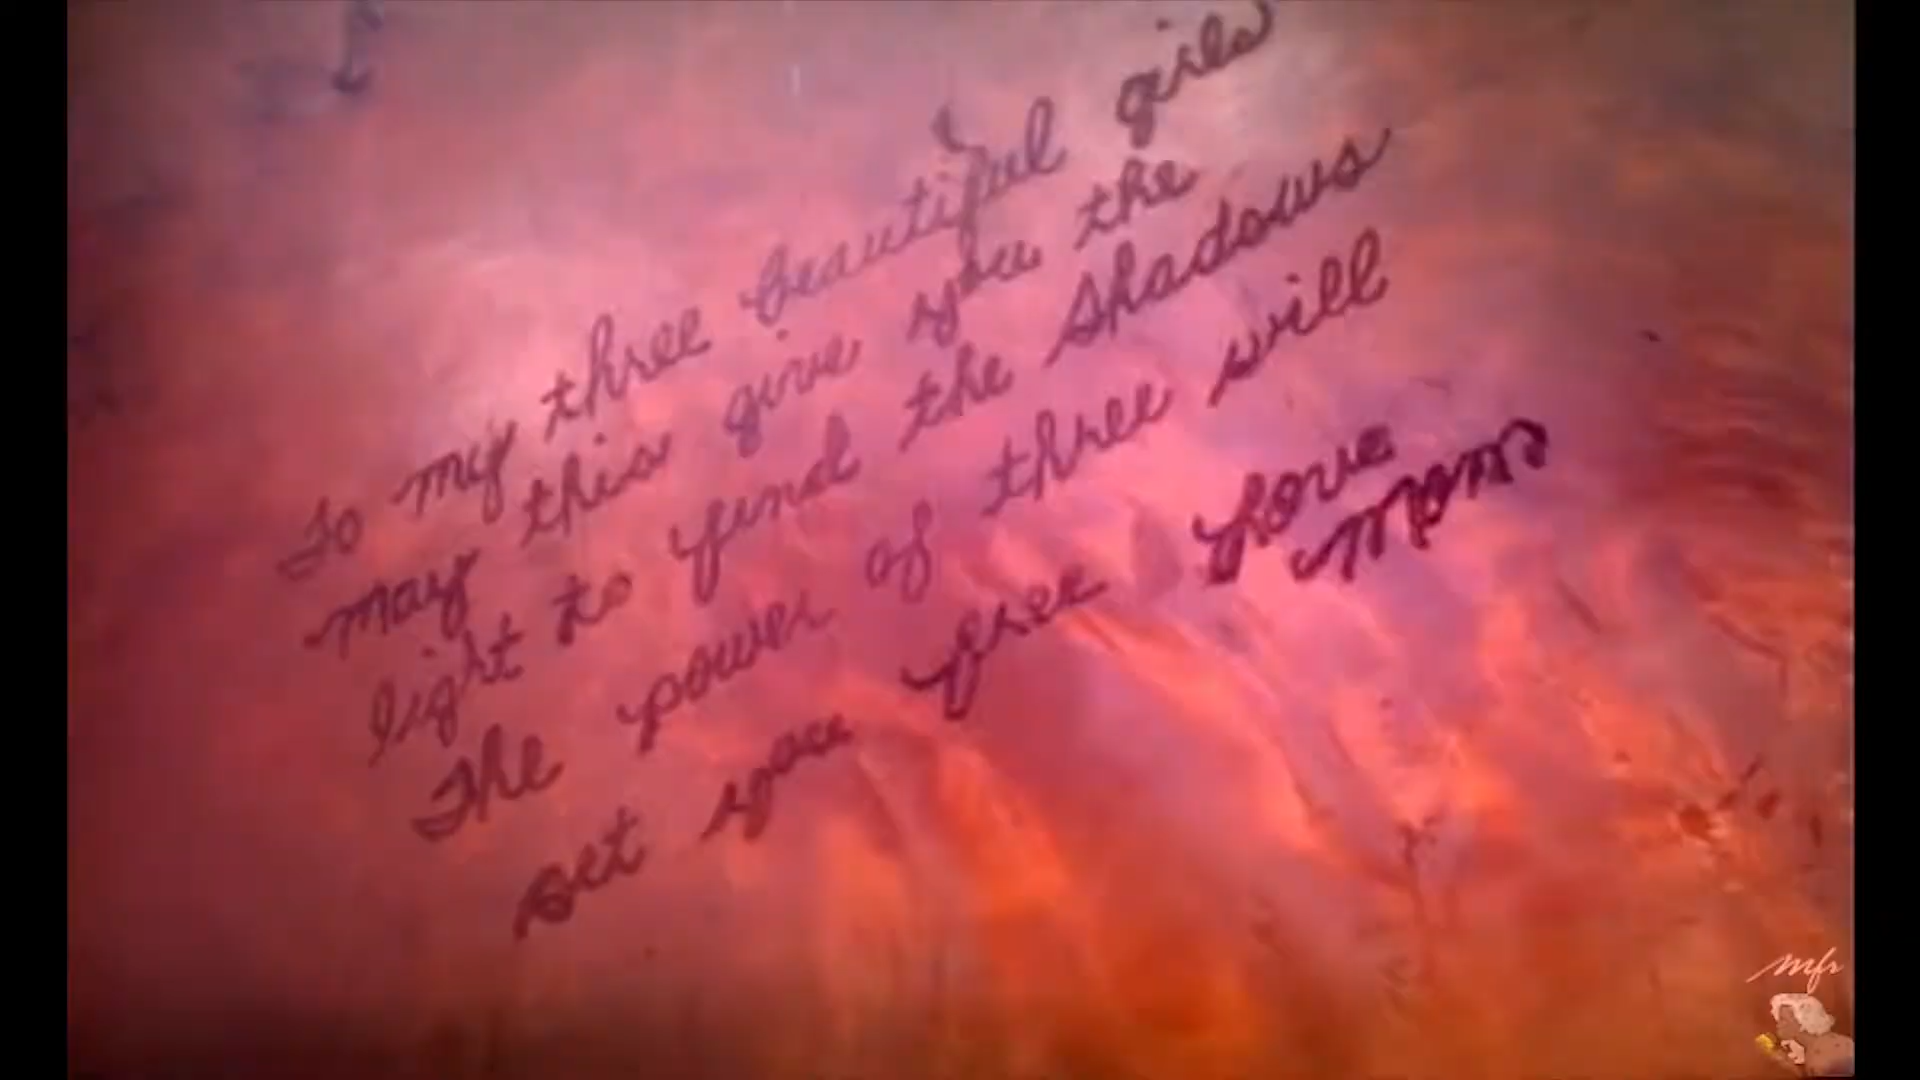 To my three beautiful girls
may this give you the
light to find the shadows
The power of three will
set you free Love
Mom
mfr